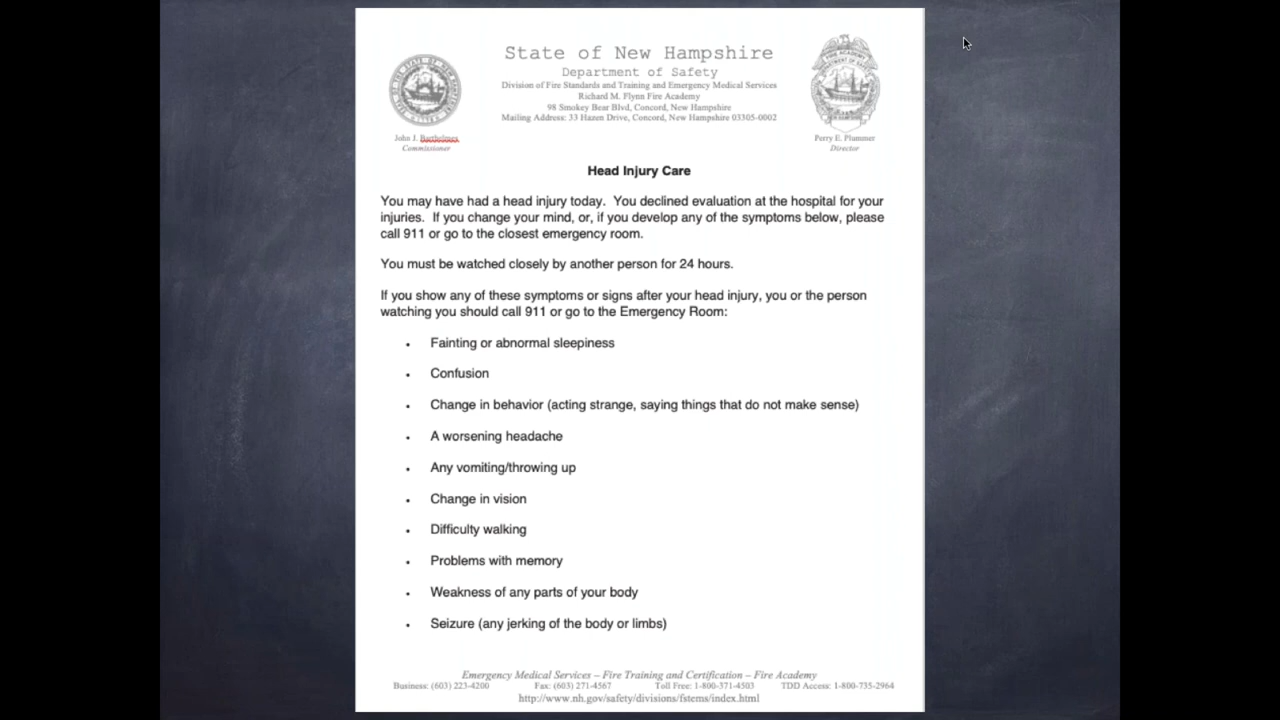 State of New Hampshire
Department of Safety
Division of Fire Standards and Training and Emergency Medical Services
Richard M. Flynn Fire Academy
98 Smokey Bear Blvd, Concord, New Hampshire
Mailing Address: 33 Hazen Drive, Concord, New Hampshire 03305-0002
John J. Barthelmes
Commissioner
Perry E. Plummer
Director
Head Injury Care
You may have had a head injury today. You declined evaluation at the hospital for your
injuries. If you change your mind, or, if you develop any of the symptoms below, please
call 911 or go to the closest emergency room.
You must be watched closely by another person for 24 hours.
If you show any of these symptoms or signs after your head injury, you or the person
watching you should call 911 or go to the Emergency Room:
• Fainting or abnormal sleepiness
• Confusion
• Change in behavior (acting strange, saying things that do not make sense)
• A worsening headache
• Any vomiting/throwing up
• Change in vision
• Difficulty walking
• Problems with memory
• Weakness of any parts of your body
• Seizure (any jerking of the body or limbs)
Emergency Medical Services – Fire Training and Certification – Fire Academy
Business: (603) 223-4200 Fax: (603) 271-4567 Toll Free: 1-800-371-4503 TDD Access: 1-800-735-2964
http://www.nh.gov/safety/divisions/fstems/index.html